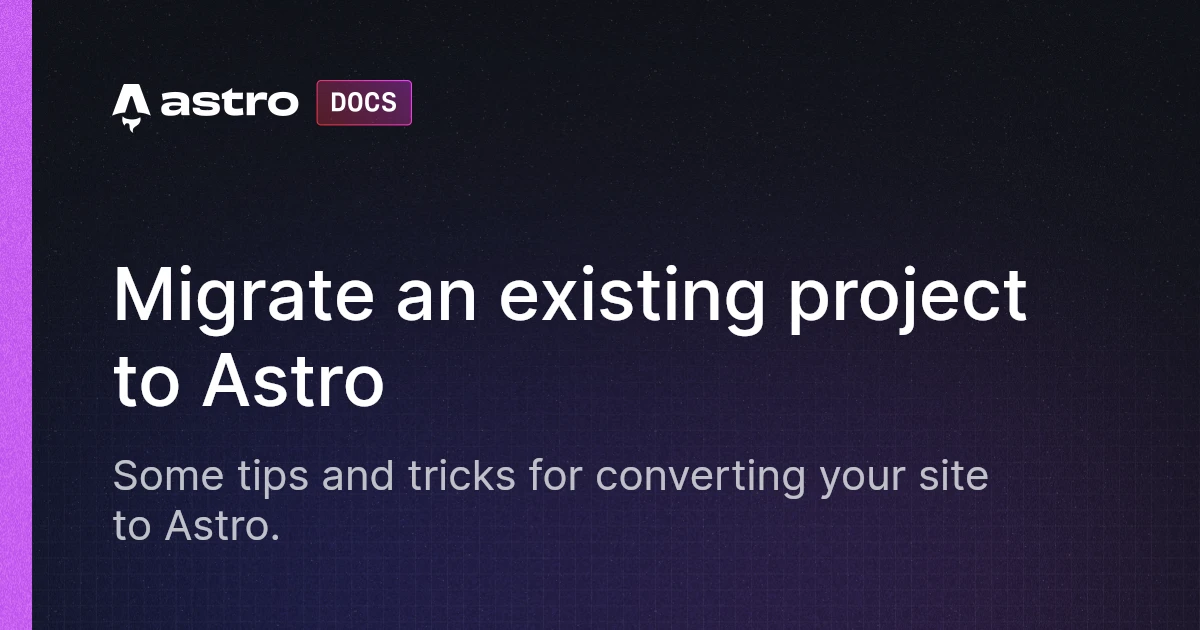 astro DOCS
Migrate an existing project
to Astro
Some tips and tricks for converting your site
to Astro.